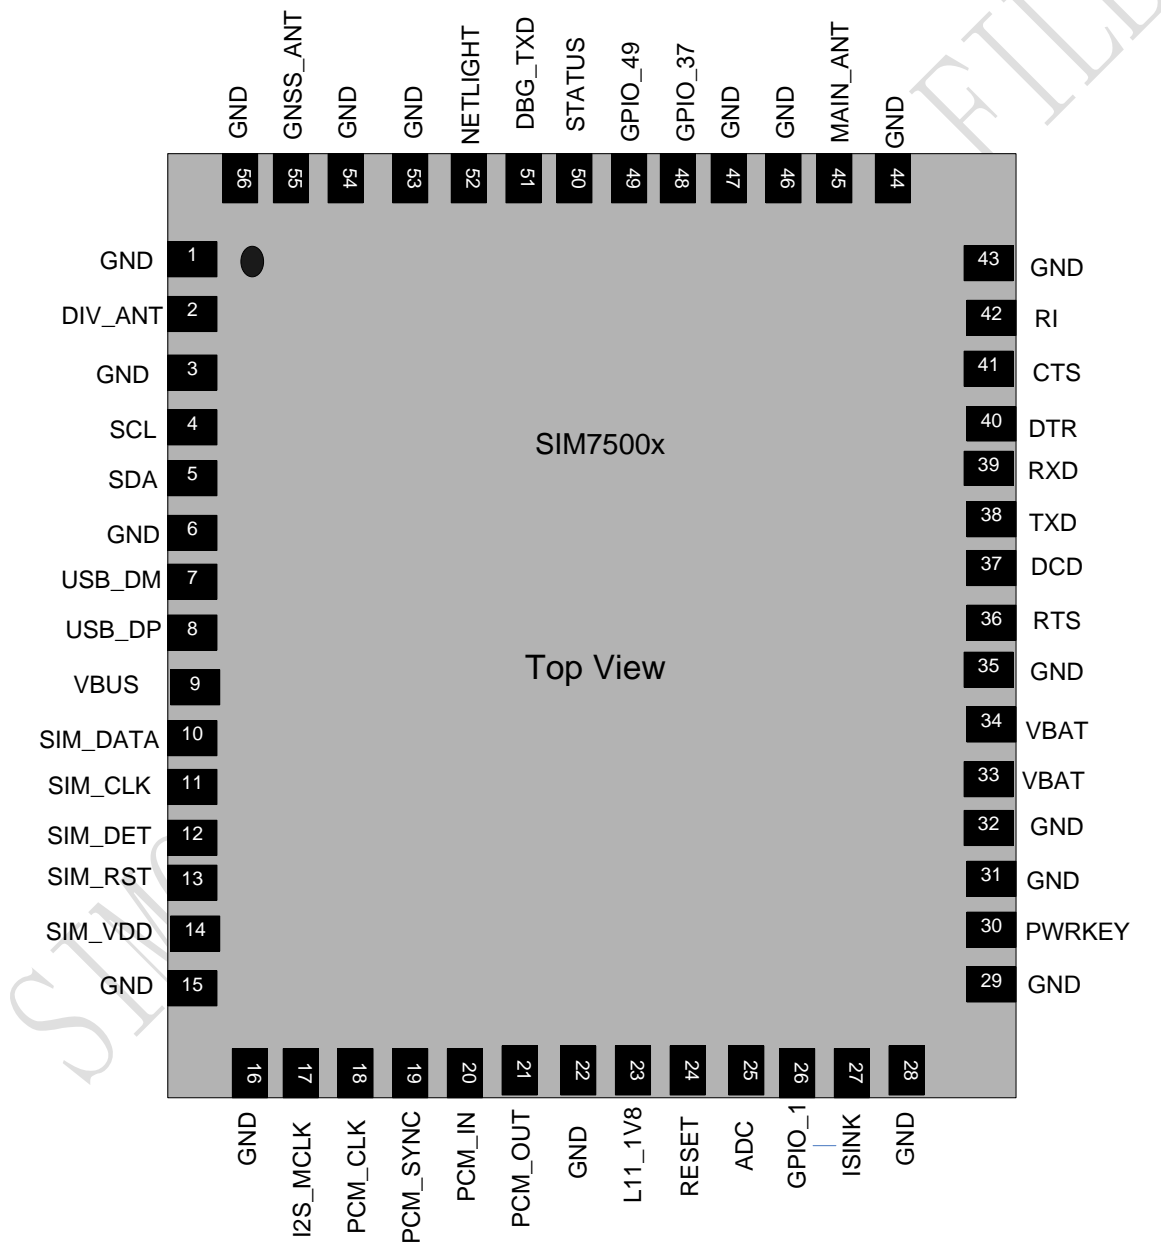 GND
GNSS_ANT
GND
GND
NETLIGHT
DBG_TXD
STATUS
GPIO_49
GPIO_37
GND
GND
MAIN_ANT
GND
56
55
54
53
52
51
50
49
48
47
46
45
44
GND 1
DIV_ANT 2
GND 3
SCL 4
SDA 5
GND 6
USB_DM 7
USB_DP 8
VBUS 9
SIM_DATA 10
SIM_CLK 11
SIM_DET 12
SIM_RST 13
SIM_VDD 14
GND 15
SIM7500x
Top View
43 GND
42 RI
41 CTS
40 DTR
39 RXD
38 TXD
37 DCD
36 RTS
35 GND
34 VBAT
33 VBAT
32 GND
31 GND
30 PWRKEY
29 GND
16
17
18
19
20
21
22
23
24
25
26
27
28
GND
I2S_MCLK
PCM_CLK
PCM_SYNC
PCM_IN
PCM_OUT
GND
L11_1V8
RESET
ADC
GPIO_1
ISINK
GND